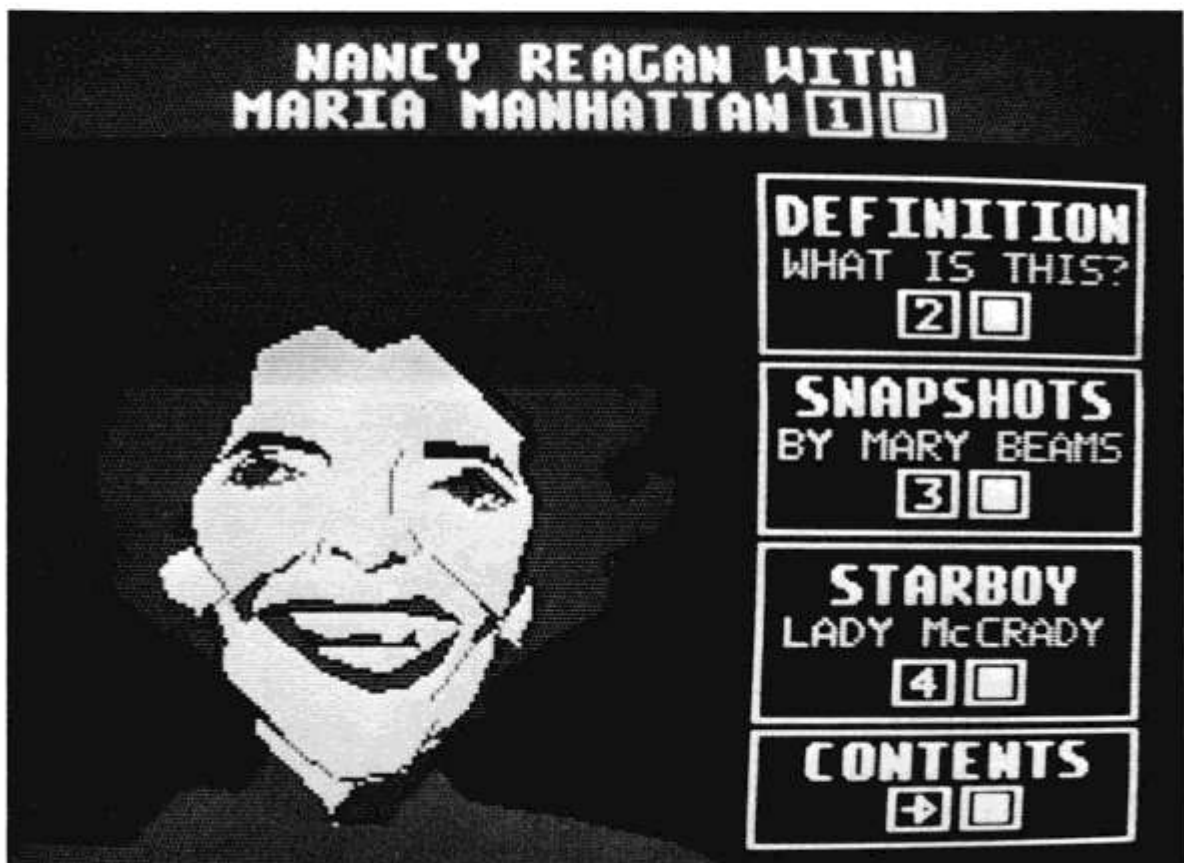 NANCY REAGAN WITH
MARIA MANHATTAN 1
DEFINITION
WHAT IS THIS?
2
SNAPSHOTS
BY MARY BEAMS
3
STARBOY
LADY McCRADY
4
CONTENTS
→